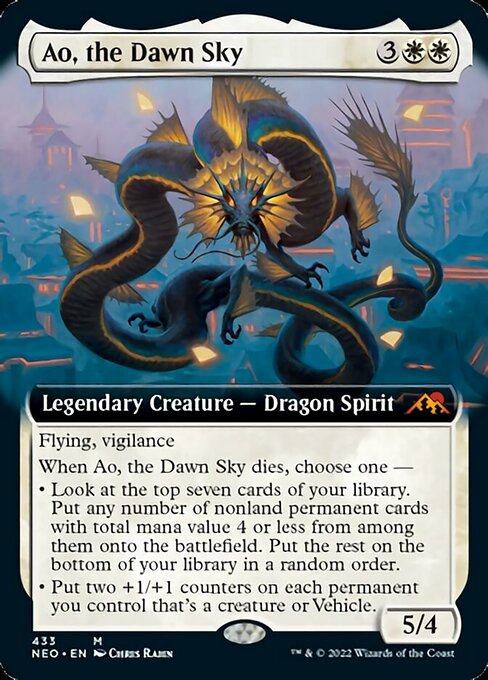 Ao, the Dawn Sky 3
Legendary Creature — Dragon Spirit
Flying, vigilance
When Ao, the Dawn Sky dies, choose one —
• Look at the top seven cards of your library.
Put any number of nonland permanent cards
with total mana value 4 or less from among
them onto the battlefield. Put the rest on the
bottom of your library in a random order.
• Put two +1/+1 counters on each permanent
you control that's a creature or Vehicle.
5/4
433 M
NEO • EN Chris Rahn
™ & © 2022 Wizards of the Coast